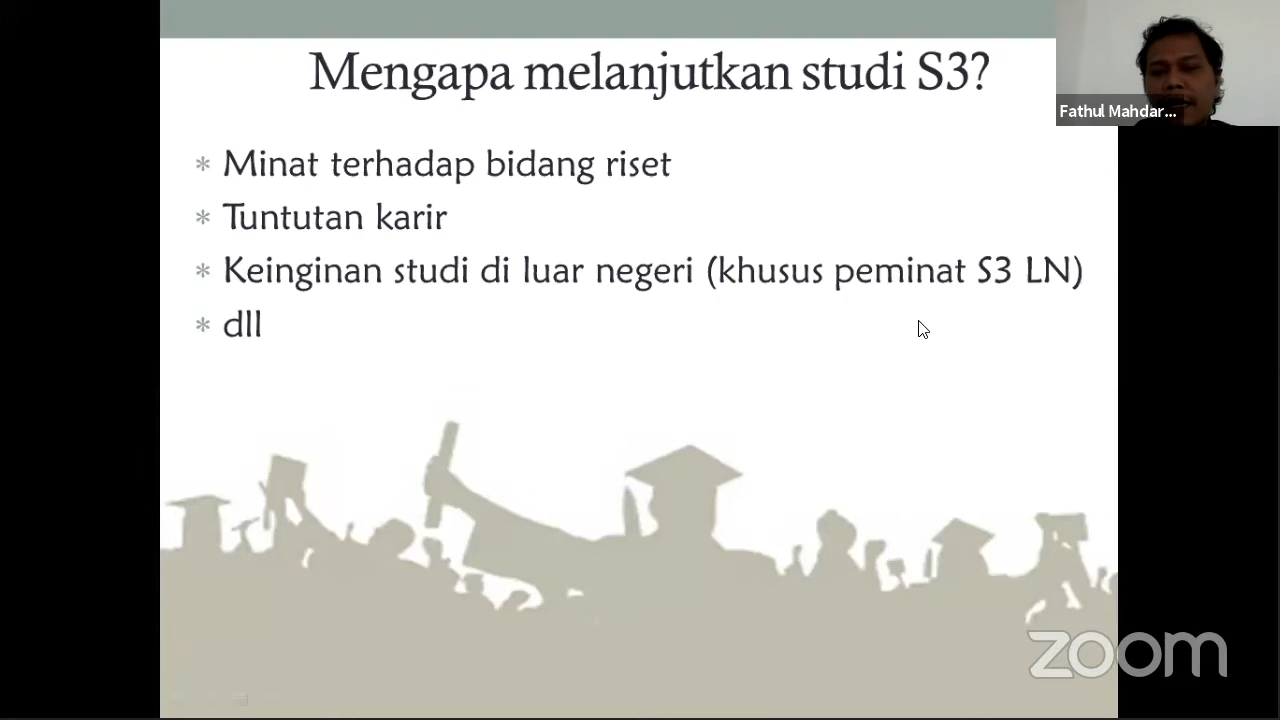 Mengapa melanjutkan studi S3?
Fathul Mahdar...
* Minat terhadap bidang riset
* Tuntutan karir
* Keinginan studi di luar negeri (khusus peminat S3 LN)
* dll
zoom